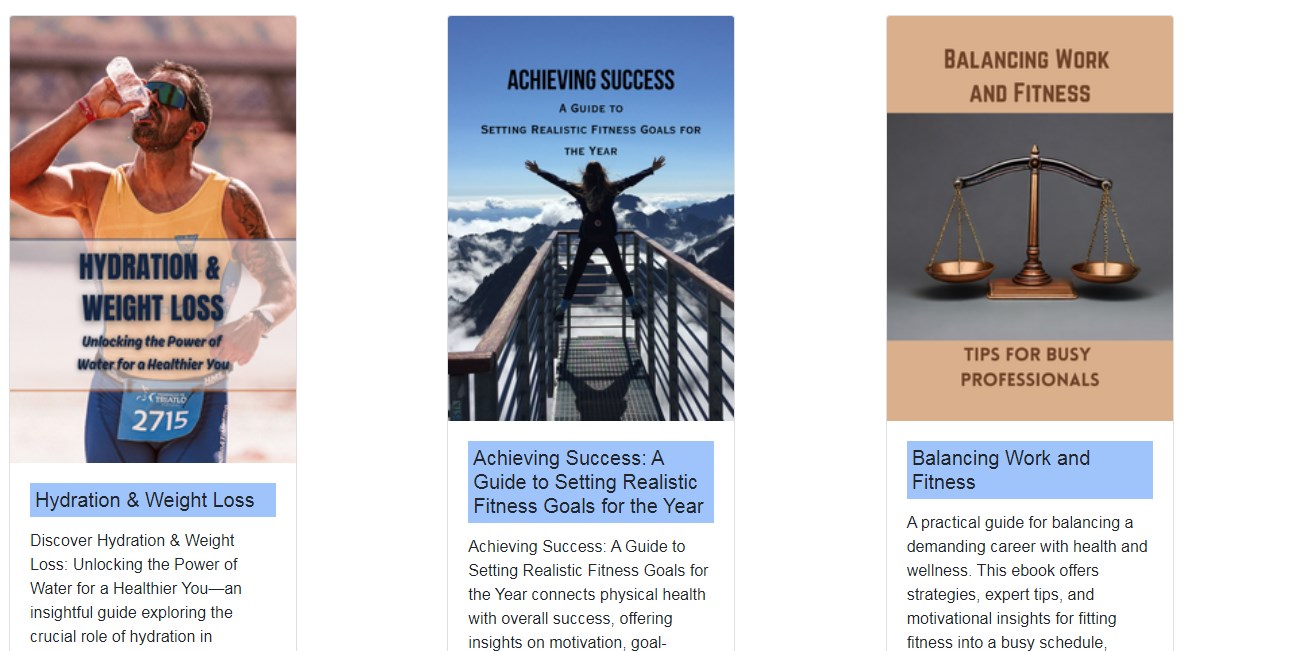 HYDRATION &
WEIGHT LOSS
Unlocking the Power of
Water for a Healthier You
TRIATLO
2715
Hydration & Weight Loss
Discover Hydration & Weight
Loss: Unlocking the Power of
Water for a Healthier You—an
insightful guide exploring the
crucial role of hydration in
ACHIEVING SUCCESS
A GUIDE TO
SETTING REALISTIC FITNESS GOALS FOR
THE YEAR
Achieving Success: A
Guide to Setting Realistic
Fitness Goals for the Year
Achieving Success: A Guide to
Setting Realistic Fitness Goals for
the Year connects physical health
with overall success, offering
insights on motivation, goal-
BALANCING WORK
AND FITNESS
TIPS FOR BUSY
PROFESSIONALS
Balancing Work and
Fitness
A practical guide for balancing a
demanding career with health and
wellness. This ebook offers
strategies, expert tips, and
motivational insights for fitting
fitness into a busy schedule,